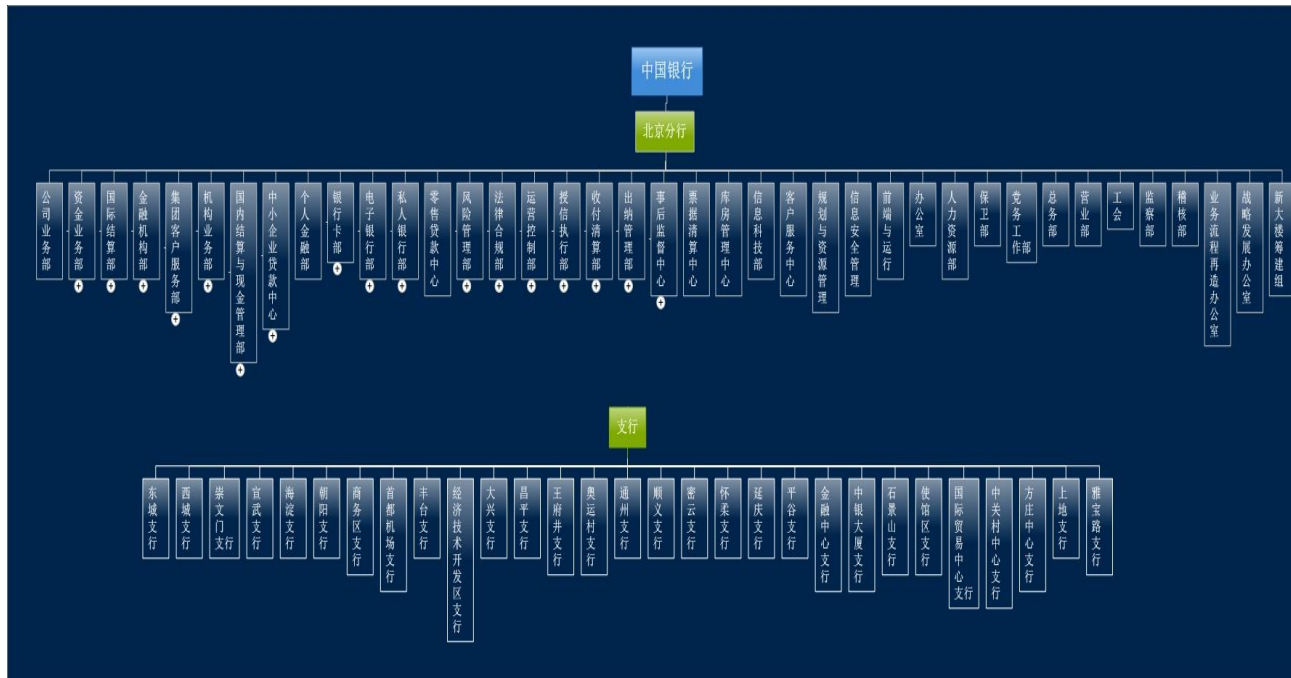 中国银行
北京分行
公司业务部
资金业务部
国际结算部
金融机构部
集团客户服务部
机构业务部
国内结算与现金管理部
中小企业贷款中心
个人金融部
银行卡部
电子银行部
私人银行部
零售贷款中心
风险管理部
法律合规部
运营控制部
授信执行部
收付清算部
出纳管理部
事后监督中心
票据清算中心
库房管理中心
信息科技部
客户服务中心
规划与资源管理
信息安全管理
前端与运行
办公室
人力资源部
保卫部
党务工作部
总务部
营业部
工会
监察部
稽核部
业务流程再造办公室
战略发展办公室
新大楼筹建组
支行
东城支行
西城支行
崇文门支行
宣武支行
海淀支行
朝阳支行
商务区支行
首都机场支行
丰台支行
经济技术开发区支行
大兴支行
昌平支行
王府井支行
奥运村支行
通州支行
顺义支行
密云支行
怀柔支行
延庆支行
平谷支行
金融中心支行
中银大厦支行
石景山支行
使馆区支行
国际贸易中心支行
中关村中心支行
方庄中心支行
上地支行
雅宝路支行